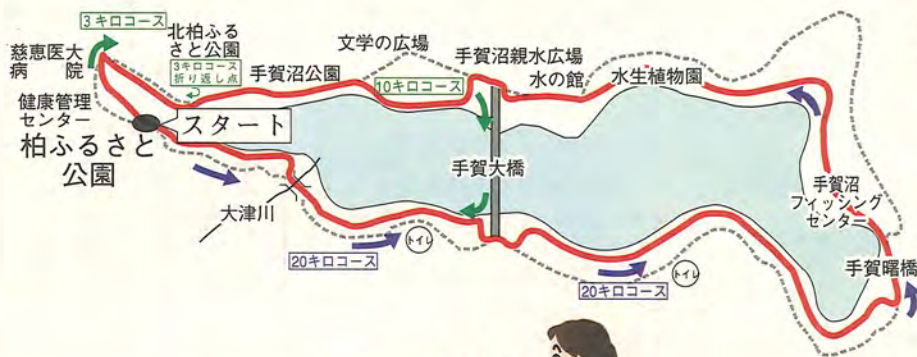 3キロコース
慈恵医大
病院
北柏ふる
さと公園
3キロコース
折り返し点
手賀沼公園
文学の広場
10キロコース
手賀沼親水広場
水の館
水生植物園
健康管理
センター
スタート
柏ふるさと
公園
手賀大橋
手賀沼
フィッシング
センター
大津川
トイレ
20キロコース
トイレ
20キロコース
手賀曙橋